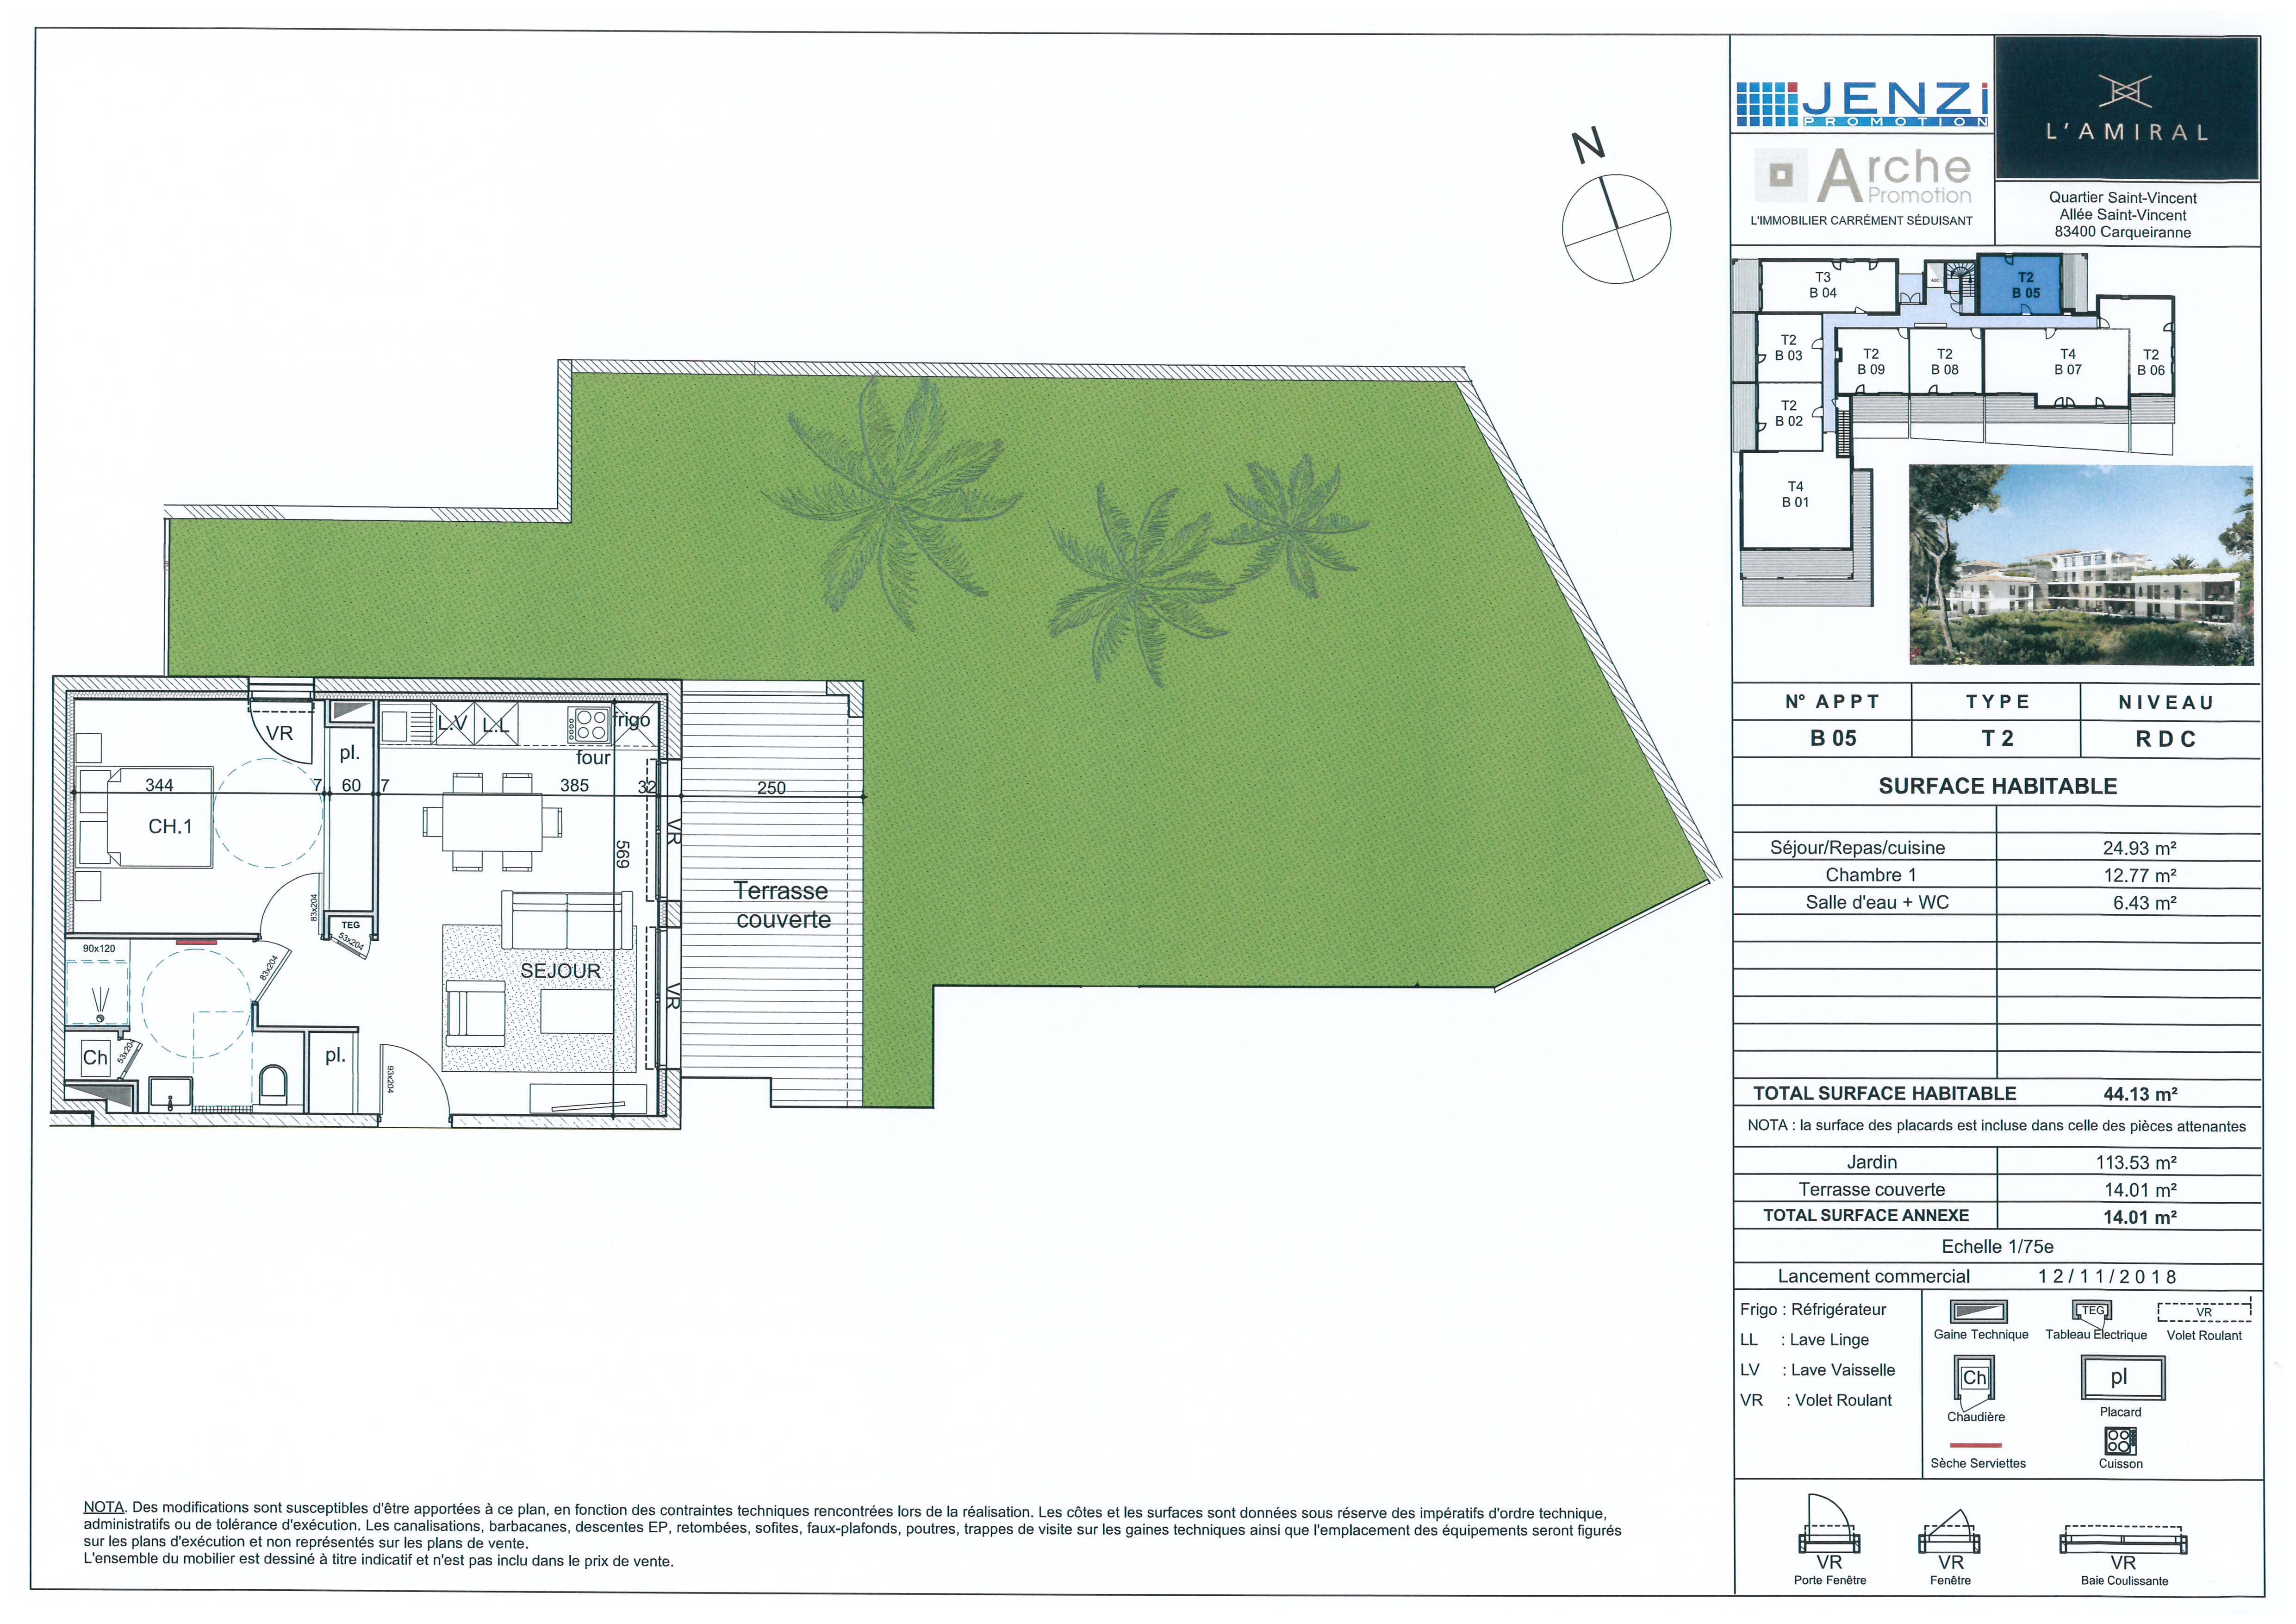 N
VR
L.V
L.L
frigo
four
pl.
344
7
60
7
385
32
250
CH.1
VR
569
83x204
TEG
53x204
Terrasse
couverte
90x120
83x204
SEJOUR
VR
Ch
53x204
pl.
93x204
NOTA. Des modifications sont susceptibles d'être apportées à ce plan, en fonction des contraintes techniques rencontrées lors de la réalisation. Les côtes et les surfaces sont données sous réserve des impératifs d'ordre technique,
administratifs ou de tolérance d'exécution. Les canalisations, barbacanes, descentes EP, retombées, sofites, faux-plafonds, poutres, trappes de visite sur les gaines techniques ainsi que l'emplacement des équipements seront figurés
sur les plans d'exécution et non représentés sur les plans de vente.
L'ensemble du mobilier est dessiné à titre indicatif et n'est pas inclu dans le prix de vente.
JENZi
PROMOTION
Arche
Promotion
L'IMMOBILIER CARRÉMENT SÉDUISANT
L'AMIRAL
Quartier Saint-Vincent
Allée Saint-Vincent
83400 Carqueiranne
T3
B 04
T2
B 05
T2
B 03
T2
B 09
T2
B 08
T4
B 07
T2
B 06
T2
B 02
T4
B 01
N° APPT TYPE NIVEAU
B 05 T 2 RDC
SURFACE HABITABLE
Séjour/Repas/cuisine 24.93 m²
Chambre 1 12.77 m²
Salle d'eau + WC 6.43 m²
TOTAL SURFACE HABITABLE 44.13 m²
NOTA : la surface des placards est incluse dans celle des pièces attenantes
Jardin 113.53 m²
Terrasse couverte 14.01 m²
TOTAL SURFACE ANNEXE 14.01 m²
Echelle 1/75e
Lancement commercial 12/11/2018
Frigo : Réfrigérateur
LL : Lave Linge
LV : Lave Vaisselle
VR : Volet Roulant
TEG
VR
Gaine Technique
Tableau Electrique
Volet Roulant
Ch
pl
Chaudière
Placard
Sèche Serviettes
Cuisson
VR
Porte Fenêtre
VR
Fenêtre
VR
Baie Coulissante